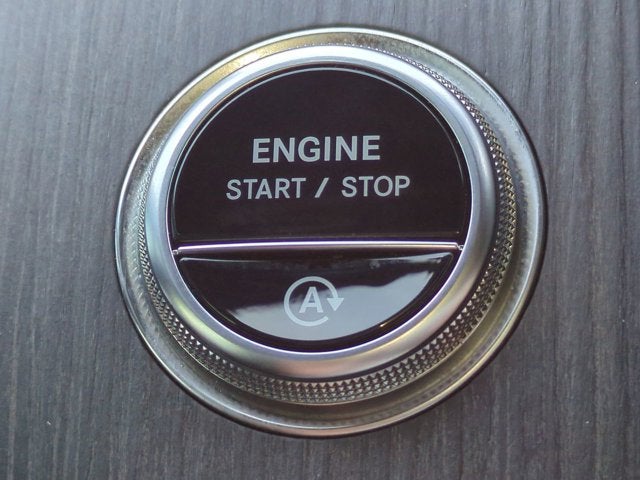 ENGINE
START / STOP
A